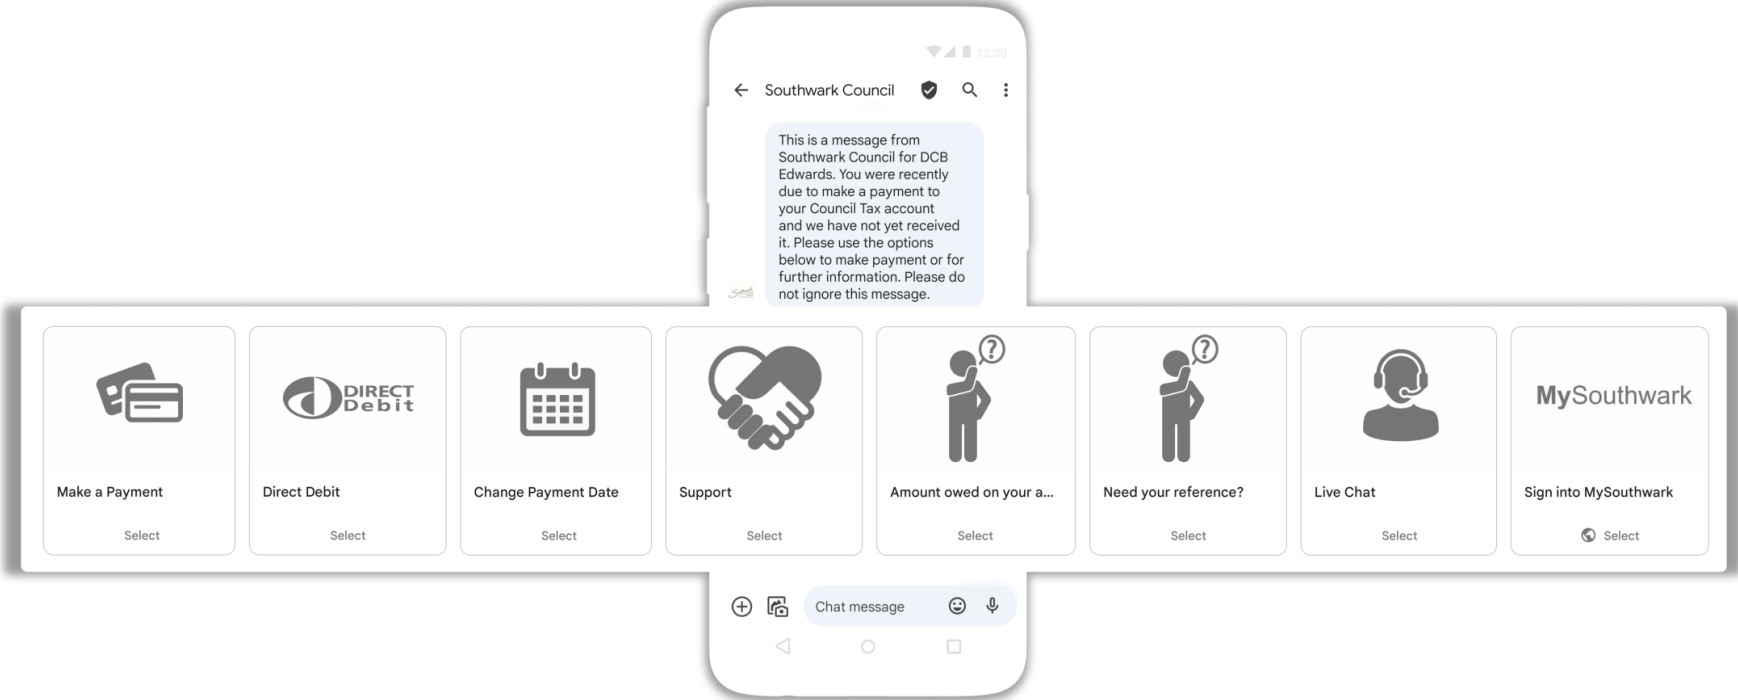 12:30
Southwark Council
This is a message from
Southwark Council for DCB
Edwards. You were recently
due to make a payment to
your Council Tax account
and we have not yet received
it. Please use the options
below to make payment or for
further information. Please do
not ignore this message.
?
?
DIRECT
Debit
MySouthwark
Make a Payment
Direct Debit
Change Payment Date
Support
Amount owed on your a...
Need your reference?
Live Chat
Sign into MySouthwark
Select
Select
Select
Select
Select
Select
Select
Select
Chat message